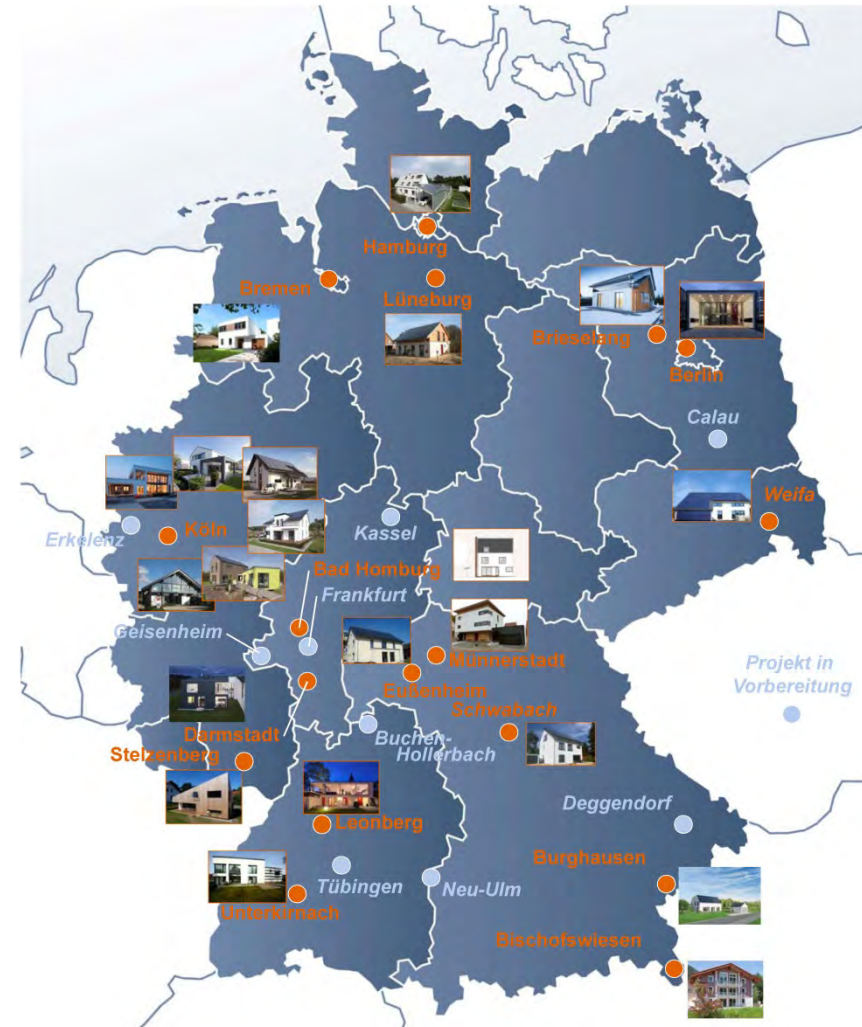 Hamburg
Bremen
Lüneburg
Brieselang
Berlin
Calau
Weifa
Erkelenz
Köln
Kassel
Bad Homburg
Frankfurt
Geisenheim
Münnerstadt
Eußenheim
Projekt in
Vorbereitung
Schwabach
Darmstadt
Buchen-
Hollerbach
Stelzenberg
Leonberg
Deggendorf
Burghausen
Tübingen
Neu-Ulm
Unterkirnach
Bischofswiesen